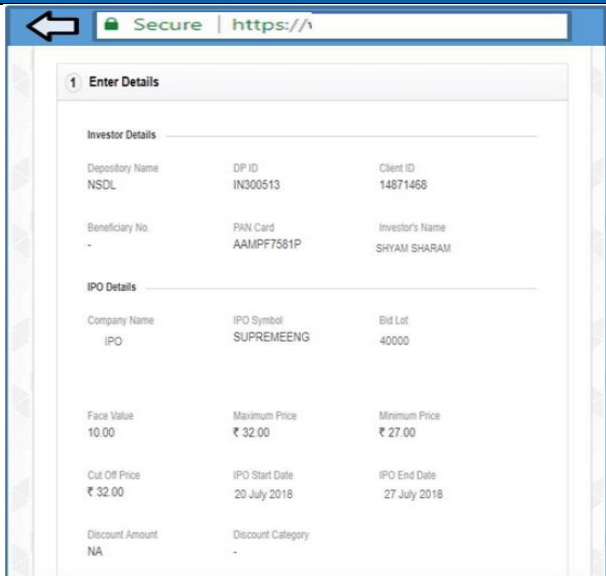 Secure | https://
1 Enter Details
Investor Details
Depository Name DP ID Client ID
NSDL IN300513 14871468
Beneficiary No. PAN Card Investor's Name
- AAMPF7581P SHYAM SHARAM
IPO Details
Company Name IPO Symbol Bid Lot
IPO SUPREMEENG 40000
Face Value Maximum Price Minimum Price
10.00 ₹ 32.00 ₹ 27.00
Cut Off Price IPO Start Date IPO End Date
₹ 32.00 20 July 2018 27 July 2018
Discount Amount Discount Category
NA -